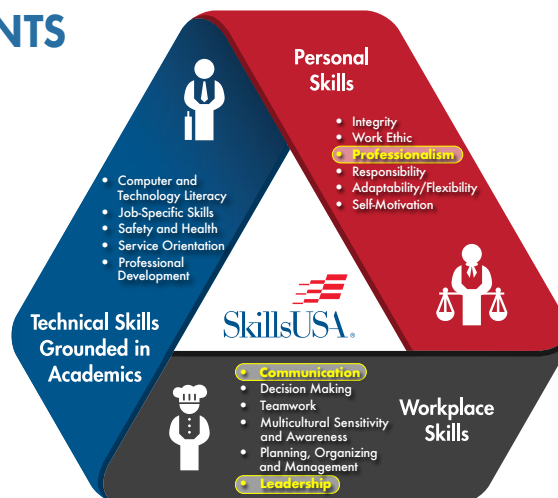 NTS
Personal
Skills
• Integrity
• Work Ethic
• Professionalism
• Responsibility
• Adaptability/Flexibility
• Self-Motivation
• Computer and
Technology Literacy
• Job-Specific Skills
• Safety and Health
• Service Orientation
• Professional
Development
Technical Skills
Grounded in
Academics
SkillsUSA®
• Communication
• Decision Making
• Teamwork
• Multicultural Sensitivity
and Awareness
• Planning, Organizing
and Management
• Leadership
Workplace
Skills